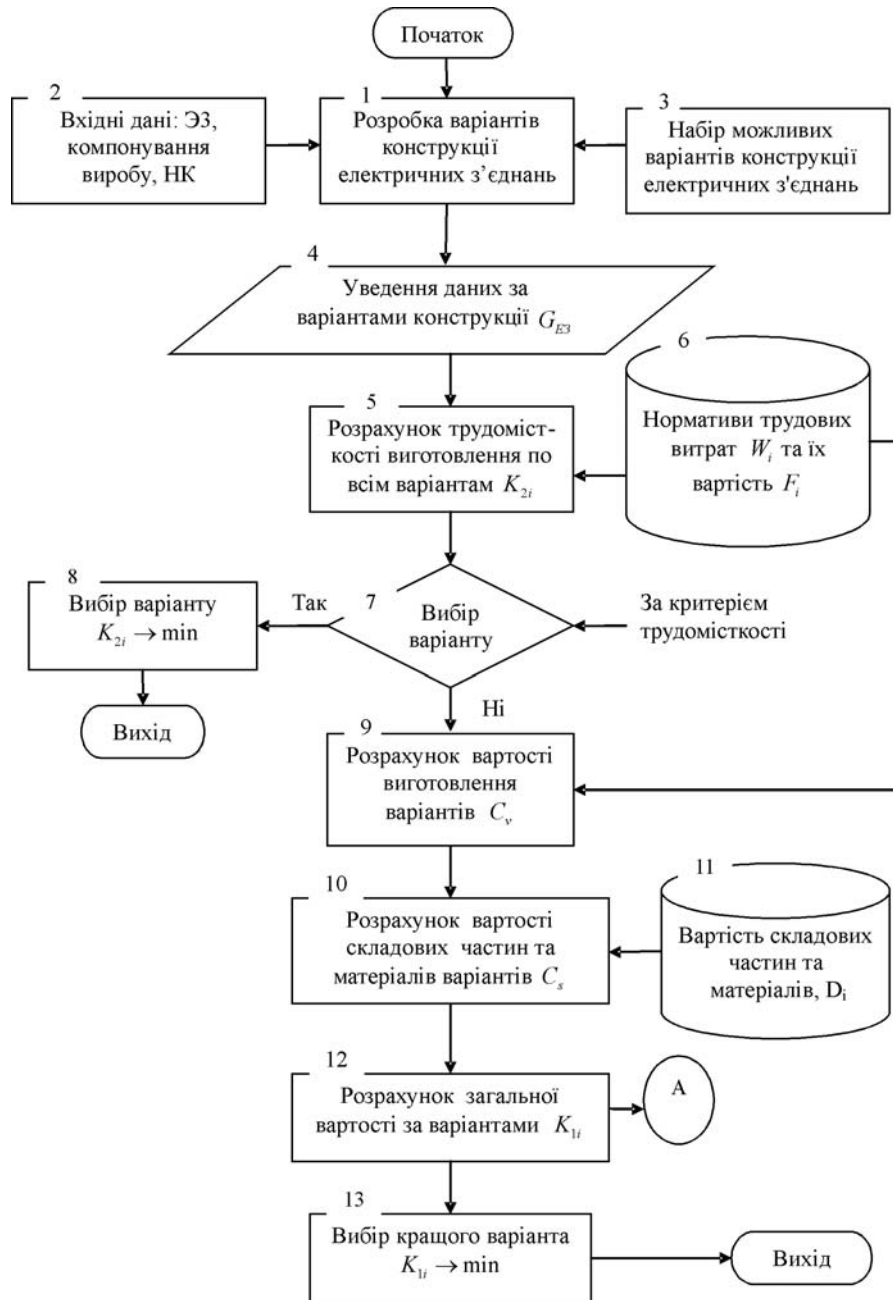 Початок
2
Вхідні дані: ЭЗ,
компонування
виробу, НК
1
Розробка варіантів
конструкції
електричних з’єднань
3
Набір можливих
варіантів конструкції
електричних з'єднань
4
Уведення даних за
варіантами конструкції G_EЗ
5
Розрахунок трудоміст-
кості виготовлення по
всім варіантам K_2i
6
Нормативи трудових
витрат W_i та їх
вартість F_i
7
Вибір
варіанту
За критерієм
трудомісткості
Так
8
Вибір варіанту
K_2i → min
Вихід
Ні
9
Розрахунок вартості
виготовлення
варіантів C_v
10
Розрахунок вартості
складових частин та
матеріалів варіантів C_s
11
Вартість складових
частин та
матеріалів, D_i
12
Розрахунок загальної
вартості за варіантами K_1i
А
13
Вибір кращого варіанта
K_1i → min
Вихід